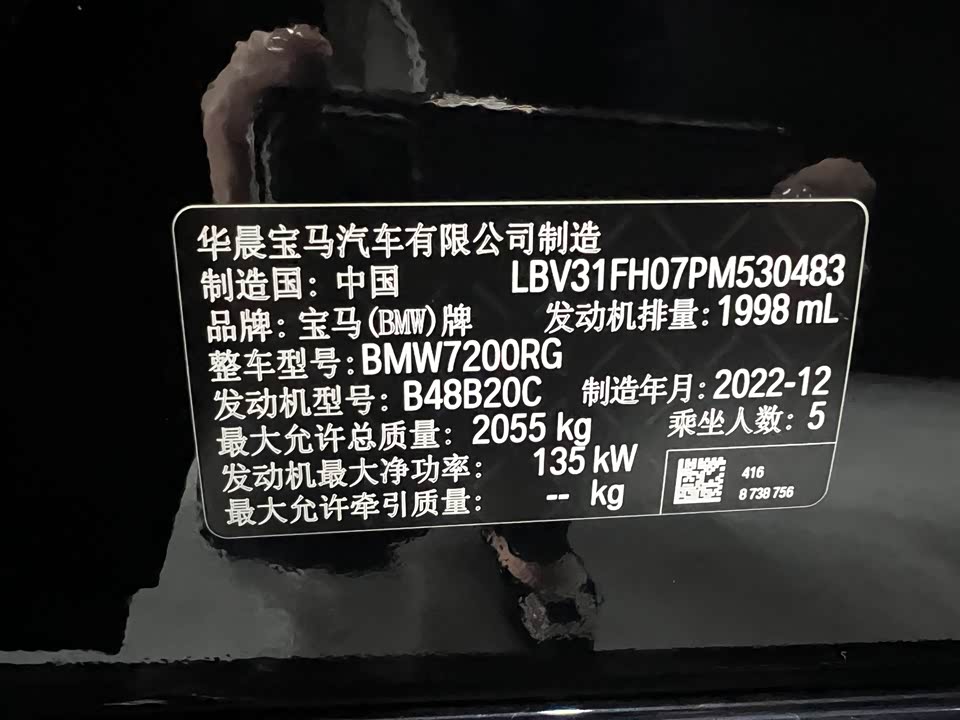 华晨宝马汽车有限公司制造
制造国：中国 LBV31FH07PM530483
品牌：宝马(BMW)牌 发动机排量：1998 mL
整车型号：BMW7200RG
发动机型号：B48B20C 制造年月：2022-12
最大允许总质量：2055 kg 乘坐人数：5
发动机最大净功率： 135 kW
最大允许牵引质量： -- kg
416
8 738 756